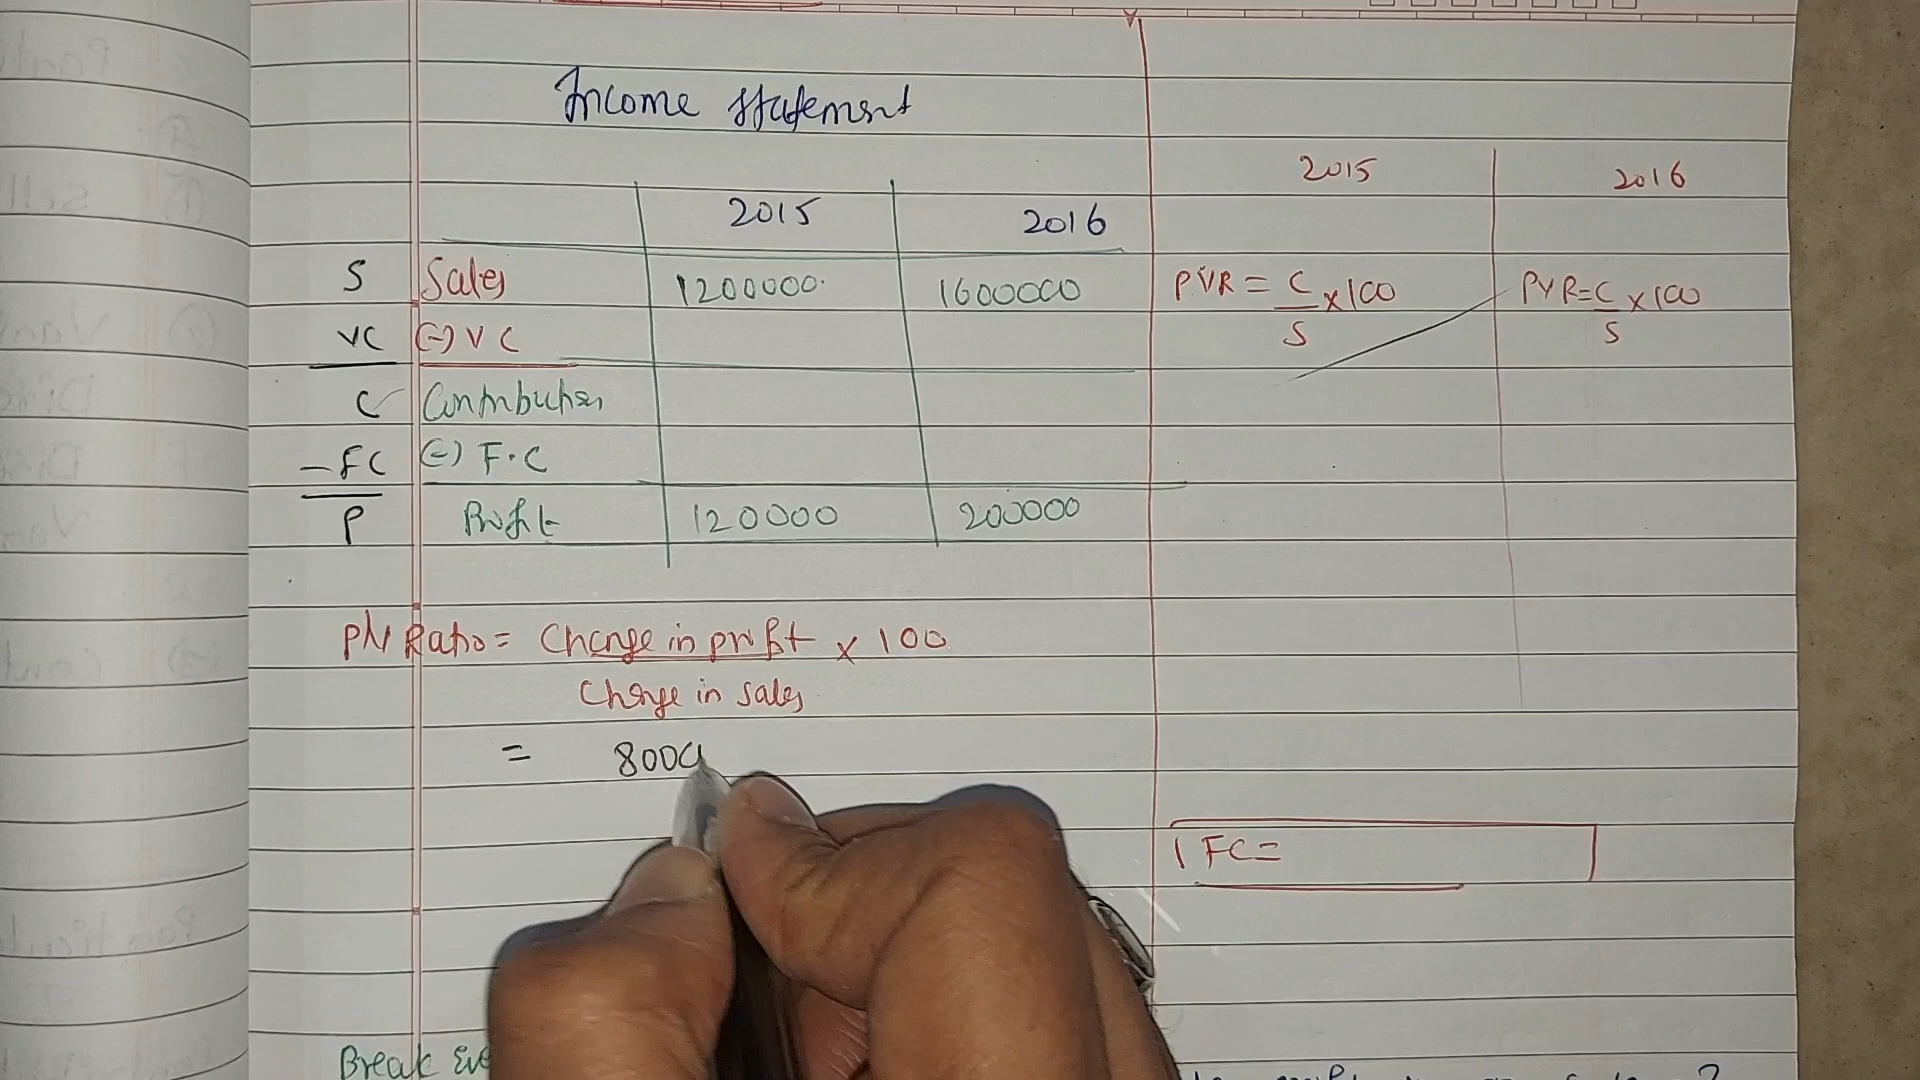 Income statement
2015 2016
2015 2016
S Sales 1200000 1600000 PVR = C/S x 100 PVR = C/S x 100
VC (-) VC
C Contribution
- FC (-) F.C
P Profit 120000 200000
P/V Ratio = Change in profit x 100
Change in sales
= 8000
FC =
Break